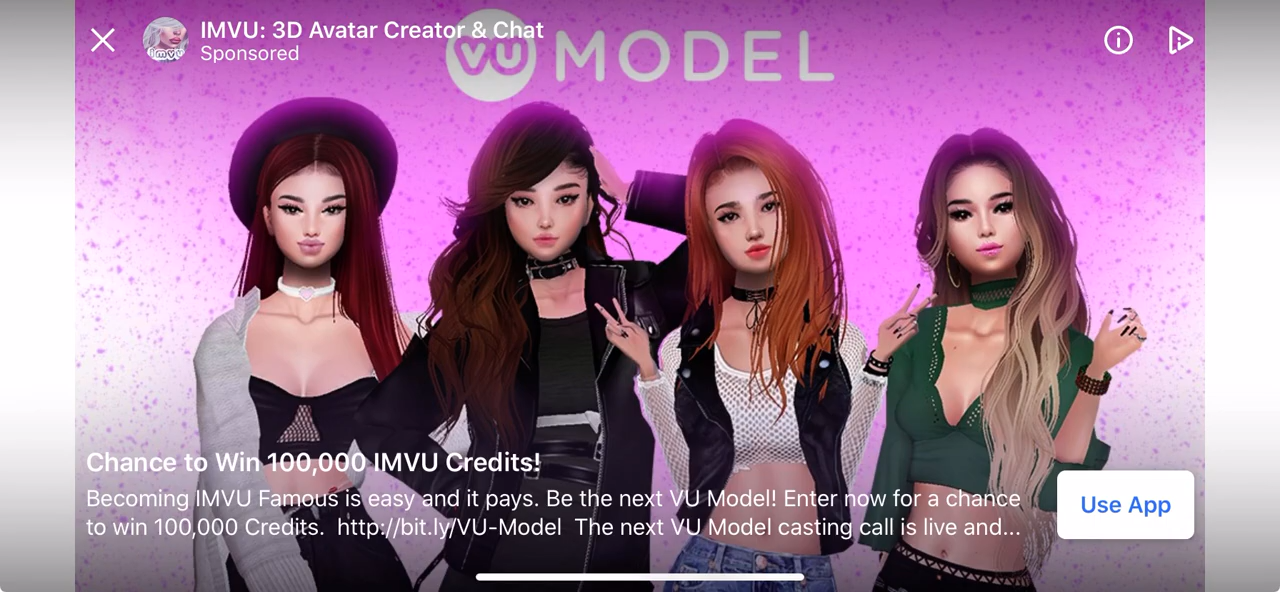 IMVU: 3D Avatar Creator & Chat
Sponsored
VU MODEL
Chance to Win 100,000 IMVU Credits!
Becoming IMVU Famous is easy and it pays. Be the next VU Model! Enter now for a chance
to win 100,000 Credits.  http://bit.ly/VU-Model  The next VU Model casting call is live and...
Use App